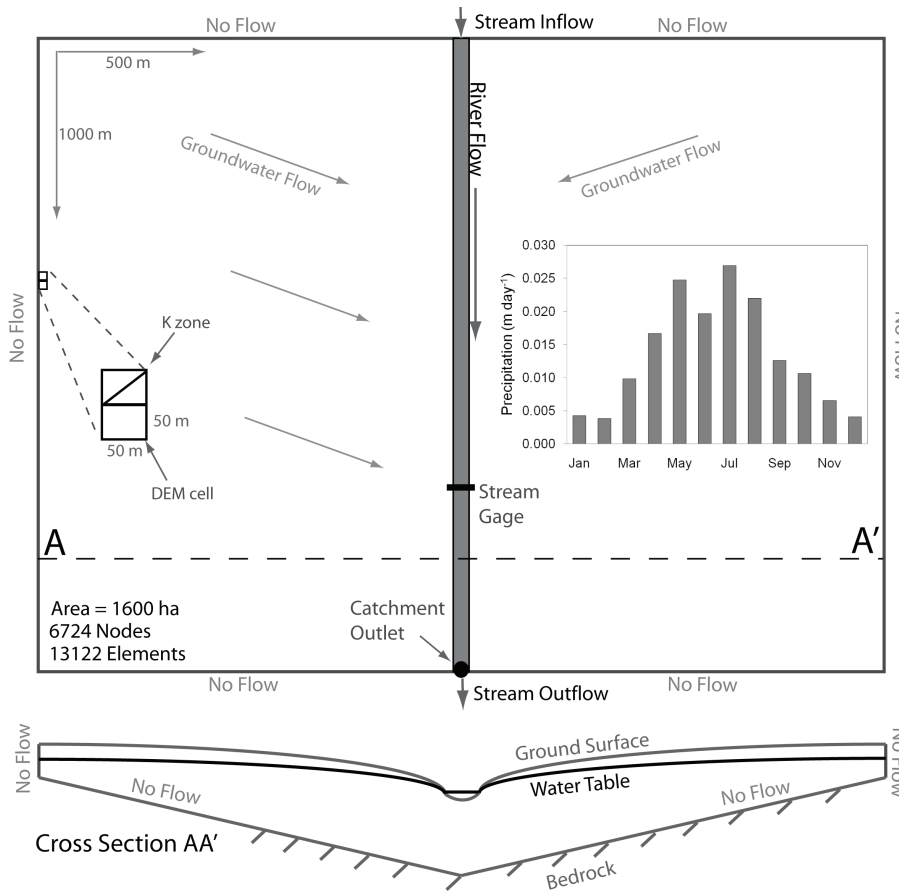 Stream Inflow
No Flow
No Flow
500 m
1000 m
River Flow
Groundwater Flow
Groundwater Flow
No Flow
No Flow
K zone
50 m
50 m
DEM cell
Precipitation (m day-1)
0.030
0.025
0.020
0.015
0.010
0.005
0.000
Jan Mar May Jul Sep Nov
Stream
Gage
A
A'
Area = 1600 ha
6724 Nodes
13122 Elements
Catchment
Outlet
No Flow
No Flow
Stream Outflow
No Flow
Ground Surface
Water Table
No Flow
No Flow
No Flow
Cross Section AA'
Bedrock